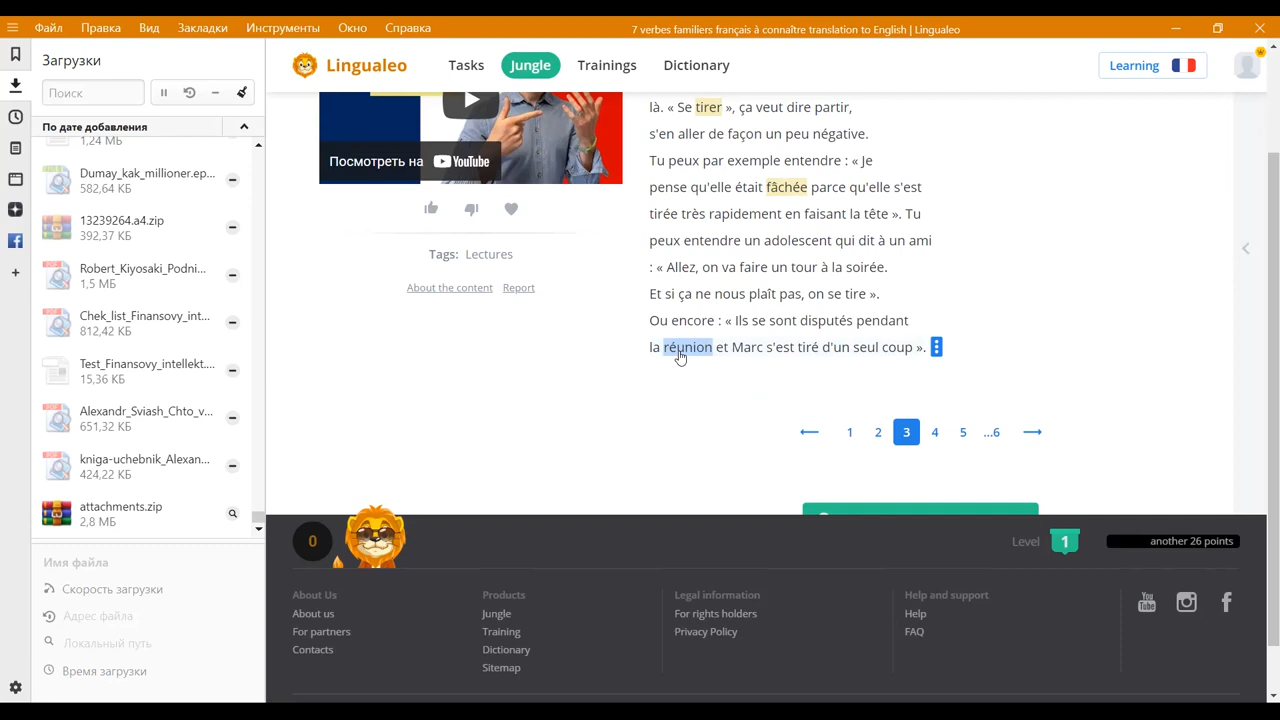 Файл Правка Вид Закладки Инструменты Окно Справка 7 verbes familiers français à connaître translation to English | Lingualeo
Загрузки
Поиск
По дате добавления
1,24 МБ
Dumay_kak_millioner.ep...
582,64 КБ
13239264.a4.zip
392,37 КБ
Robert_Kiyosaki_Podni...
1,5 МБ
Chek_list_Finansovy_int...
812,42 КБ
Test_Finansovy_intellekt....
15,36 КБ
Alexandr_Sviash_Chto_v...
651,32 КБ
kniga-uchebnik_Alexan...
424,22 КБ
attachments.zip
2,8 МБ
Имя файла
Скорость загрузки
Адрес файла
Локальный путь
Время загрузки
Lingualeo Tasks Jungle Trainings Dictionary Learning
Посмотреть на YouTube
Tags: Lectures
About the content Report
là. « Se tirer », ça veut dire partir,
s'en aller de façon un peu négative.
Tu peux par exemple entendre : « Je
pense qu'elle était fâchée parce qu'elle s'est
tirée très rapidement en faisant la tête ». Tu
peux entendre un adolescent qui dit à un ami
: « Allez, on va faire un tour à la soirée.
Et si ça ne nous plaît pas, on se tire ».
Ou encore : « Ils se sont disputés pendant
la réunion et Marc s'est tiré d'un seul coup ».
1 2 3 4 5 ...6
0 Level 1 another 26 points
About Us
About us
For partners
Contacts
Products
Jungle
Training
Dictionary
Sitemap
Legal information
For rights holders
Privacy Policy
Help and support
Help
FAQ
You Tube